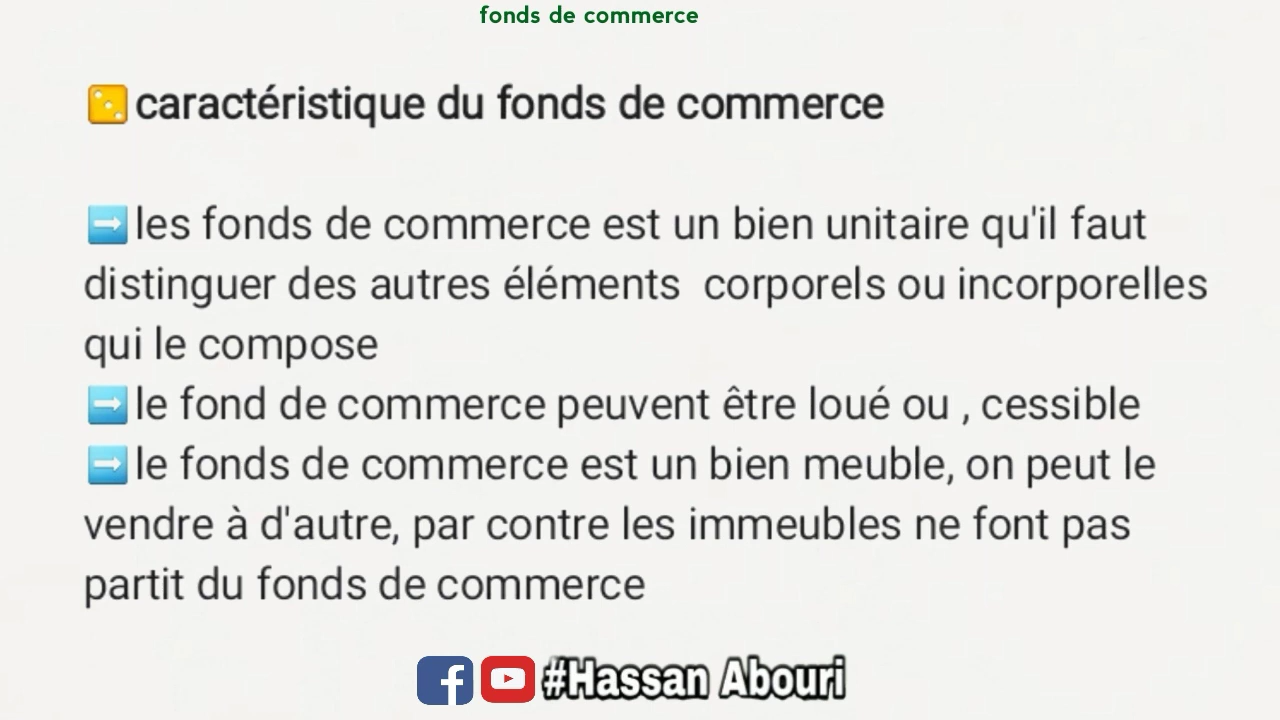 fonds de commerce
caractéristique du fonds de commerce
les fonds de commerce est un bien unitaire qu'il faut
distinguer des autres éléments corporels ou incorporelles
qui le compose
le fond de commerce peuvent être loué ou , cessible
le fonds de commerce est un bien meuble, on peut le
vendre à d'autre, par contre les immeubles ne font pas
partit du fonds de commerce
#Hassan Abouri